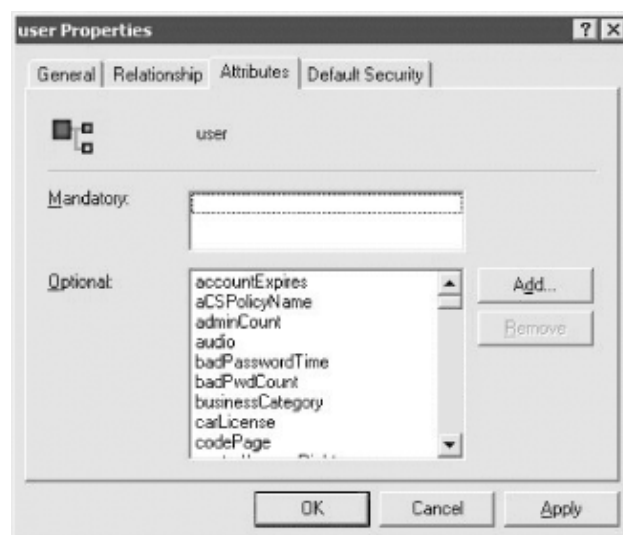 user Properties
? X
General Relationship Attributes Default Security
user
Mandatory:
Optional:
accountExpires
aCSPolicyName
adminCount
audio
badPasswordTime
badPwdCount
businessCategory
carLicense
codePage
Add...
Remove
OK Cancel Apply